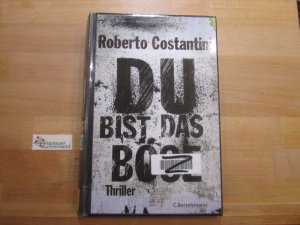 Roberto Costantini
DU
BIST DAS
BÖSE
Thriller
C. Bertelsmann